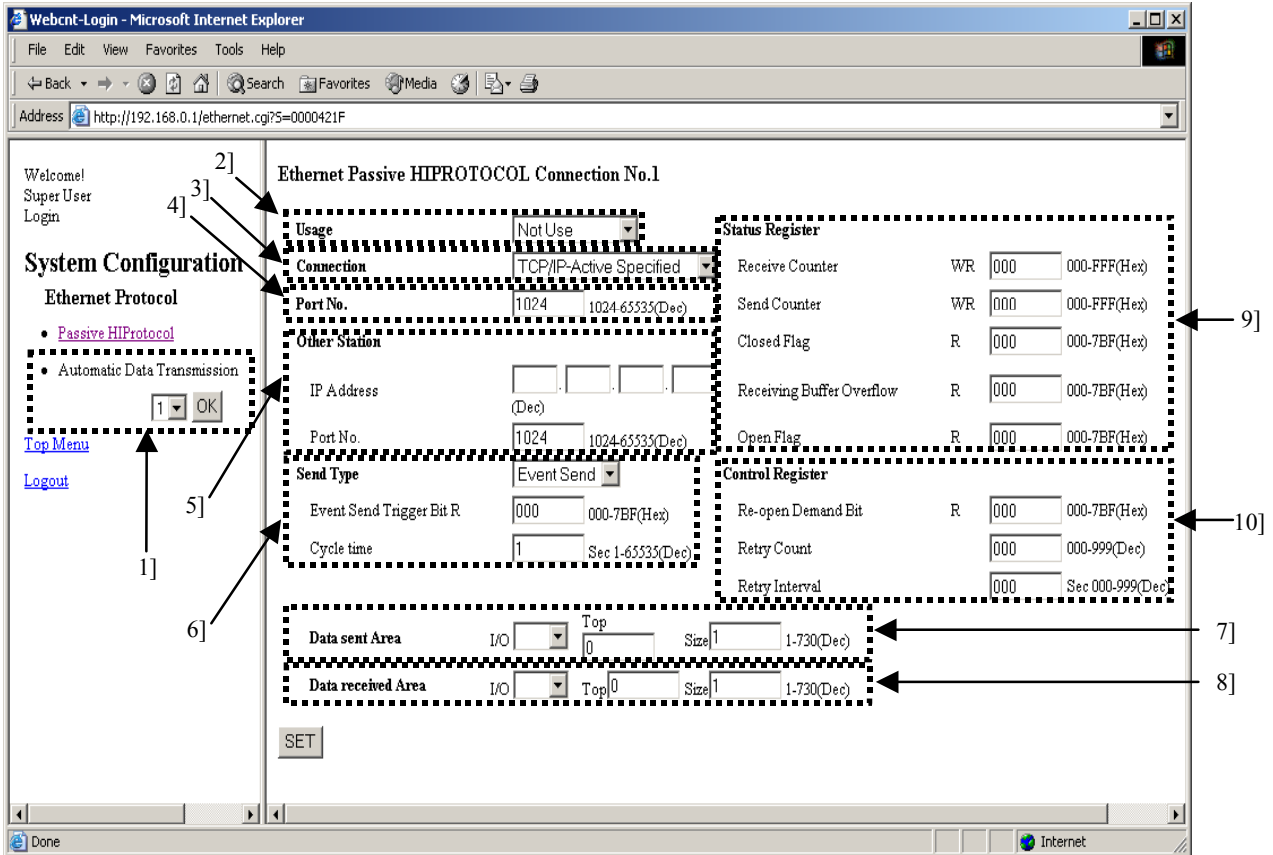 Webcnt-Login - Microsoft Internet Explorer
File Edit View Favorites Tools Help
Back Search Favorites Media
Address http://192.168.0.1/ethernet.cgi?S=0000421F
Welcome!
Super User
Login
System Configuration
Ethernet Protocol
Passive HIProtocol
Automatic Data Transmission
1 OK
Top Menu
Logout
1]
2]
3]
4]
5]
6]
Ethernet Passive HIPROTOCOL Connection No.1
Usage Not Use
Connection TCP/IP-Active Specified
Port No. 1024 1024-65535(Dec)
Other Station
IP Address . . .
(Dec)
Port No. 1024 1024-65535(Dec)
Send Type Event Send
Event Send Trigger Bit R 000 000-7BF(Hex)
Cycle time 1 Sec 1-65535(Dec)
Status Register
Receive Counter WR 000 000-FFF(Hex)
Send Counter WR 000 000-FFF(Hex)
Closed Flag R 000 000-7BF(Hex)
Receiving Buffer Overflow R 000 000-7BF(Hex)
Open Flag R 000 000-7BF(Hex)
9]
Control Register
Re-open Demand Bit R 000 000-7BF(Hex)
Retry Count 000 000-999(Dec)
Retry Interval 000 Sec 000-999(Dec)
10]
Data sent Area I/O Top 0 Size 1 1-730(Dec)
7]
Data received Area I/O Top 0 Size 1 1-730(Dec)
8]
SET
Done Internet